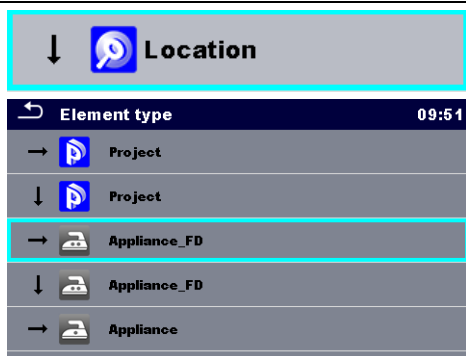 Location
Element type 09:51
Project
Project
Appliance_FD
Appliance_FD
Appliance